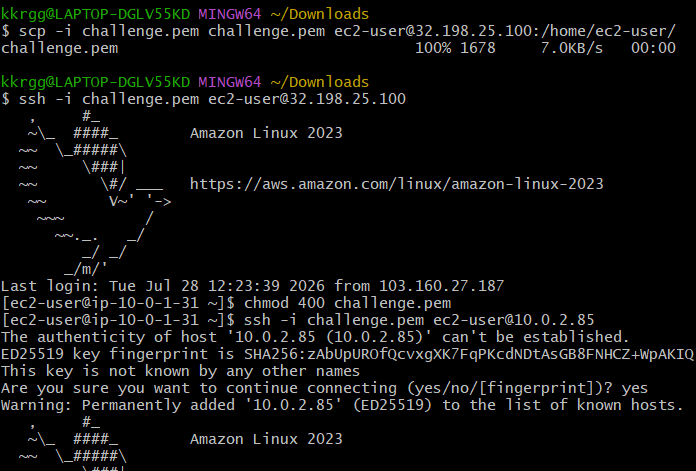 kkrgg@LAPTOP-DGLV55KD MINGW64 ~/Downloads
$ scp -i challenge.pem challenge.pem ec2-user@32.198.25.100:/home/ec2-user/
challenge.pem                                 100% 1678     7.0KB/s   00:00

kkrgg@LAPTOP-DGLV55KD MINGW64 ~/Downloads
$ ssh -i challenge.pem ec2-user@32.198.25.100
   ,     #_
   ~\_  ####_        Amazon Linux 2023
  ~~  \_#####\
  ~~     \###|
  ~~       \#/ ___   https://aws.amazon.com/linux/amazon-linux-2023
   ~~       V~' '->
    ~~~         /
      ~~._.   _/
         _/ _/
       _/m/'
Last login: Tue Jul 28 12:23:39 2026 from 103.160.27.187
[ec2-user@ip-10-0-1-31 ~]$ chmod 400 challenge.pem
[ec2-user@ip-10-0-1-31 ~]$ ssh -i challenge.pem ec2-user@10.0.2.85
The authenticity of host '10.0.2.85 (10.0.2.85)' can't be established.
ED25519 key fingerprint is SHA256:zAbUpUROfQcvxgXK7FqPKcdNDtAsGB8FNHCZ+WpAKIQ
This key is not known by any other names
Are you sure you want to continue connecting (yes/no/[fingerprint])? yes
Warning: Permanently added '10.0.2.85' (ED25519) to the list of known hosts.
   ,     #_
   ~\_  ####_        Amazon Linux 2023
  ~~  \_#####\